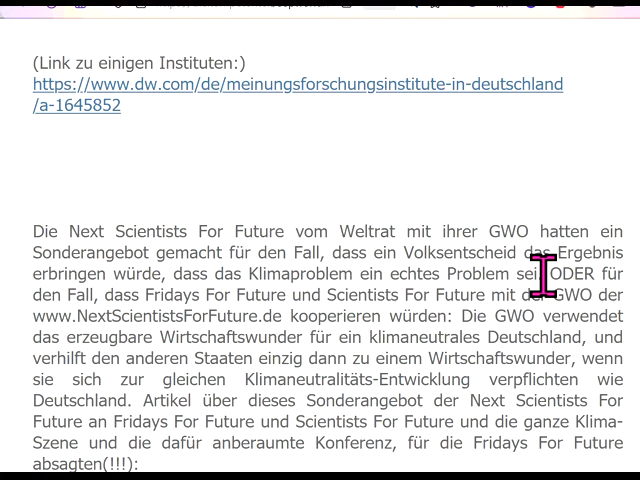 (Link zu einigen Instituten:)
https://www.dw.com/de/meinungsforschungsinstitute-in-deutschland
/a-1645852
Die Next Scientists For Future vom Weltrat mit ihrer GWO hatten ein
Sonderangebot gemacht für den Fall, dass ein Volksentscheid das Ergebnis
erbringen würde, dass das Klimaproblem ein echtes Problem sei, ODER für
den Fall, dass Fridays For Future und Scientists For Future mit der GWO der
www.NextScientistsForFuture.de kooperieren würden: Die GWO verwendet
das erzeugbare Wirtschaftswunder für ein klimaneutrales Deutschland, und
verhilft den anderen Staaten einzig dann zu einem Wirtschaftswunder, wenn
sie sich zur gleichen Klimaneutralitäts-Entwicklung verpflichten wie
Deutschland. Artikel über dieses Sonderangebot der Next Scientists For
Future an Fridays For Future und Scientists For Future und die ganze Klima-
Szene und die dafür anberaumte Konferenz, für die Fridays For Future
absagten(!!!):